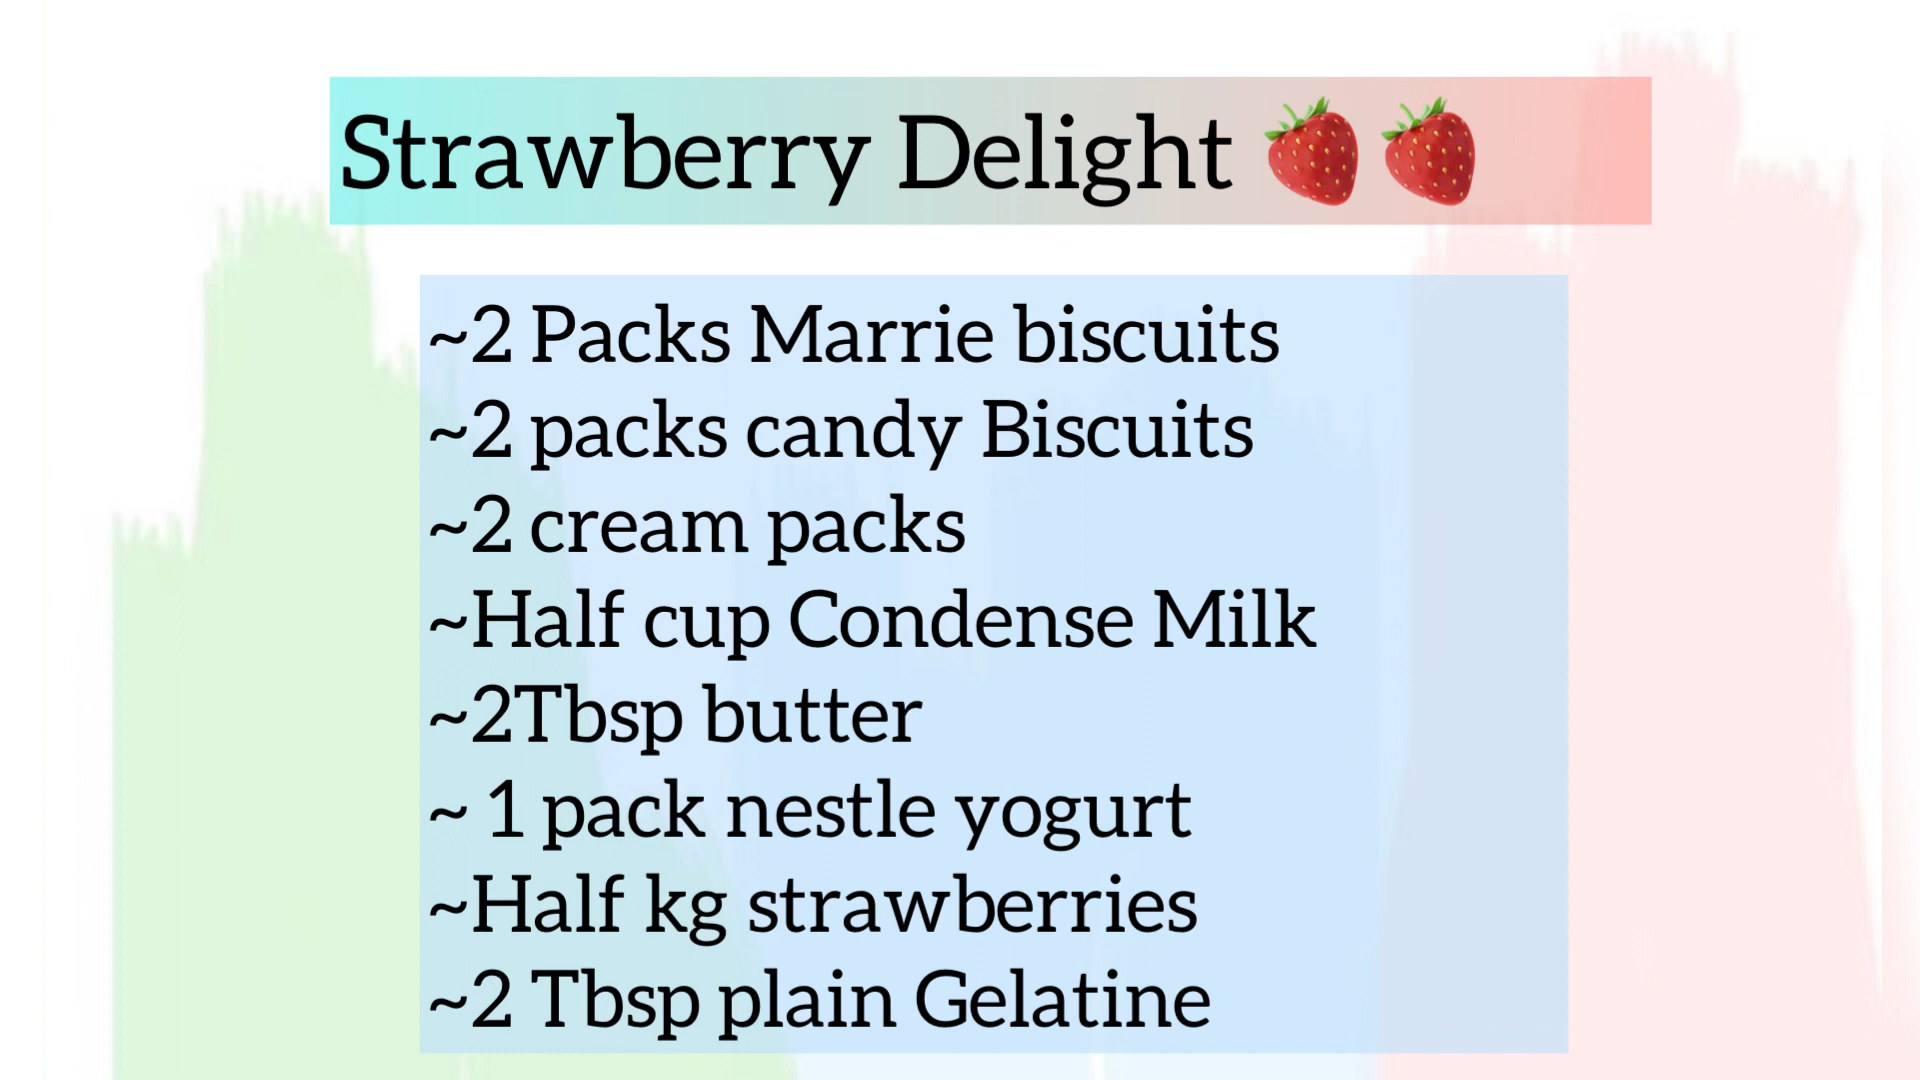 Strawberry Delight 🍓🍓
~2 Packs Marrie biscuits
~2 packs candy Biscuits
~2 cream packs
~Half cup Condense Milk
~2Tbsp butter
~ 1 pack nestle yogurt
~Half kg strawberries
~2 Tbsp plain Gelatine